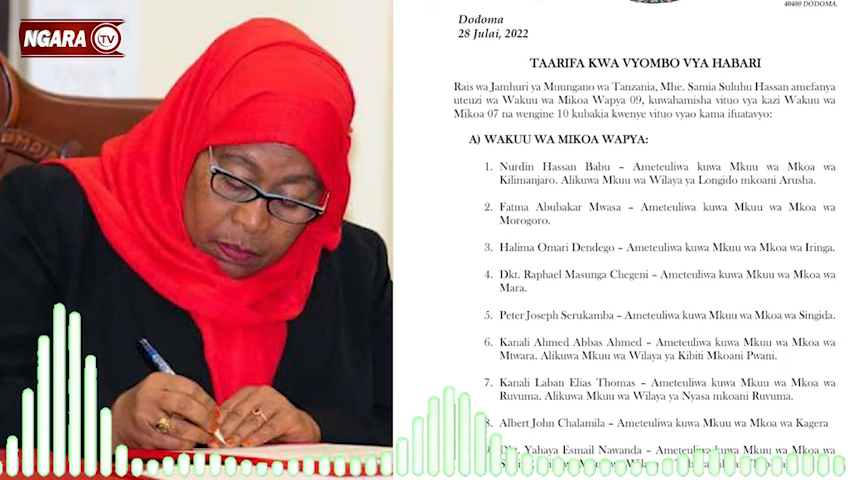 NGARA TV
40400 DODOMA.
Dodoma
28 Julai, 2022
TAARIFA KWA VYOMBO VYA HABARI
Rais wa Jamhuri ya Muungano wa Tanzania, Mhe. Samia Suluhu Hassan amefanya
uteuzi wa Wakuu wa Mikoa Wapya 09, kuwahamisha vituo vya kazi Wakuu wa
Mikoa 07 na wengine 10 kubakia kwenye vituo vyao kama ifuatavyo:
A) WAKUU WA MIKOA WAPYA:
1. Nurdin Hassan Babu – Ameteuliwa kuwa Mkuu wa Mkoa wa
Kilimanjaro. Alikuwa Mkuu wa Wilaya ya Longido mkoani Arusha.
2. Fatma Abubakar Mwasa – Ameteuliwa kuwa Mkuu wa Mkoa wa
Morogoro.
3. Halima Omari Dendego – Ameteuliwa kuwa Mkuu wa Mkoa wa Iringa.
4. Dkt. Raphael Masunga Chegeni – Ameteuliwa kuwa Mkuu wa Mkoa wa
Mara.
5. Peter Joseph Serukamba – Ameteuliwa kuwa Mkuu wa Mkoa wa Singida.
6. Kanali Ahmed Abbas Ahmed – Ameteuliwa kuwa Mkuu wa Mkoa wa
Mtwara. Alikuwa Mkuu wa Wilaya ya Kibiti Mkoani Pwani.
7. Kanali Laban Elias Thomas – Ameteuliwa kuwa Mkuu wa Mkoa wa
Ruvuma. Alikuwa Mkuu wa Wilaya ya Nyasa mkoani Ruvuma.
8. Albert John Chalamila – Ameteuliwa kuwa Mkuu wa Mkoa wa Kagera
Yahaya Esmail Nawanda – Ameteuliwa kuwa Mkuu wa Mkoa wa